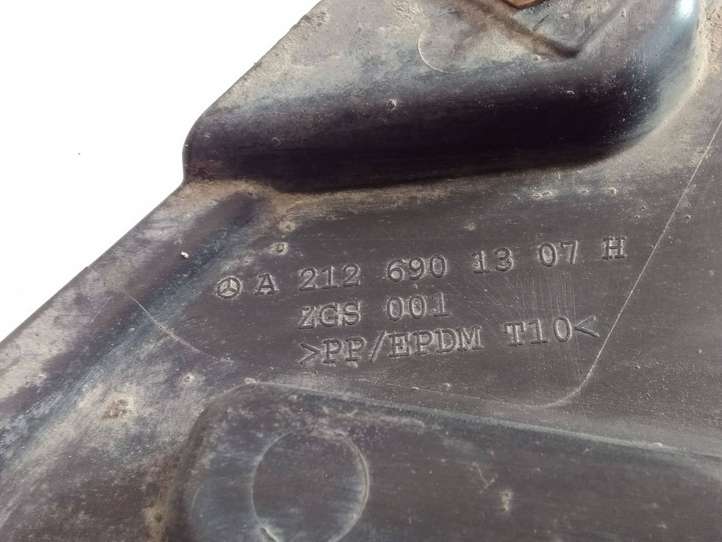 A 212 690 13 07 H
ZGS 001
>PP/EPDM T10<